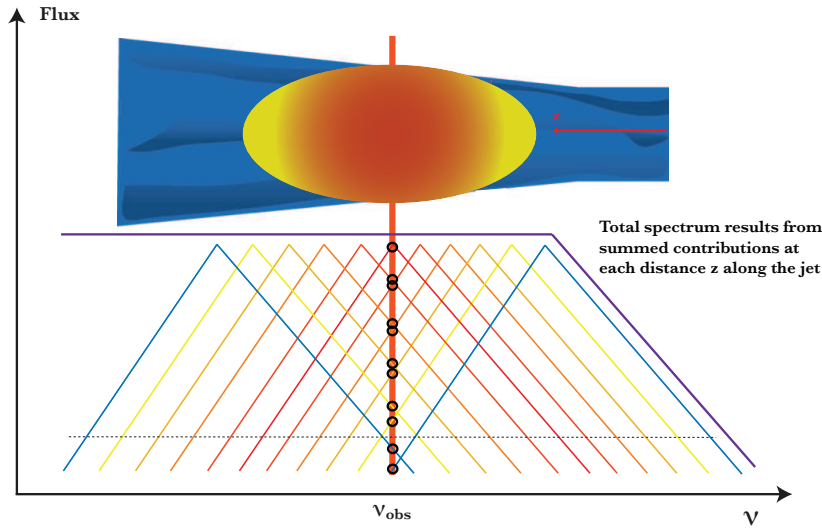 Flux
z
Total spectrum results from
summed contributions at
each distance z along the jet
νobs
ν